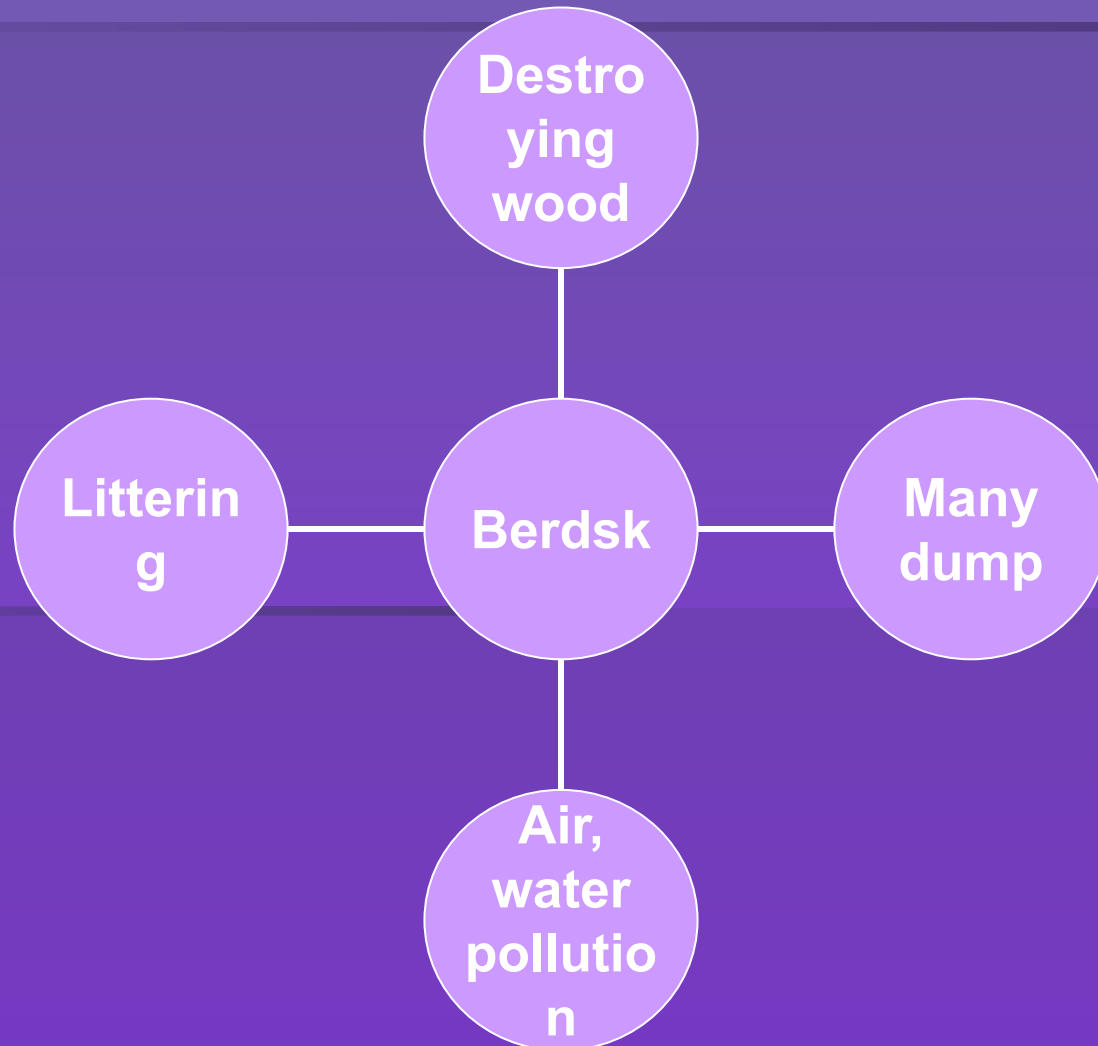 Destro
ying
wood
Litterin
g
Berdsk
Many
dump
Air,
water
pollutio
n